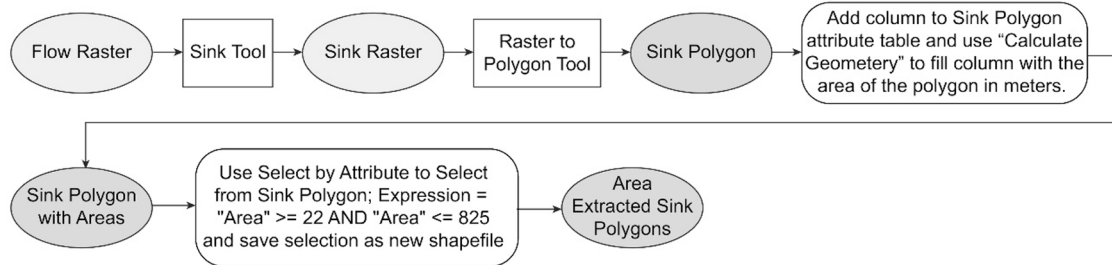 Flow Raster
Sink Tool
Sink Raster
Raster to
Polygon Tool
Sink Polygon
Add column to Sink Polygon
attribute table and use “Calculate
Geometery” to fill column with the
area of the polygon in meters.
Sink Polygon
with Areas
Use Select by Attribute to Select
from Sink Polygon; Expression =
"Area" >= 22 AND "Area" <= 825
and save selection as new shapefile
Area
Extracted Sink
Polygons